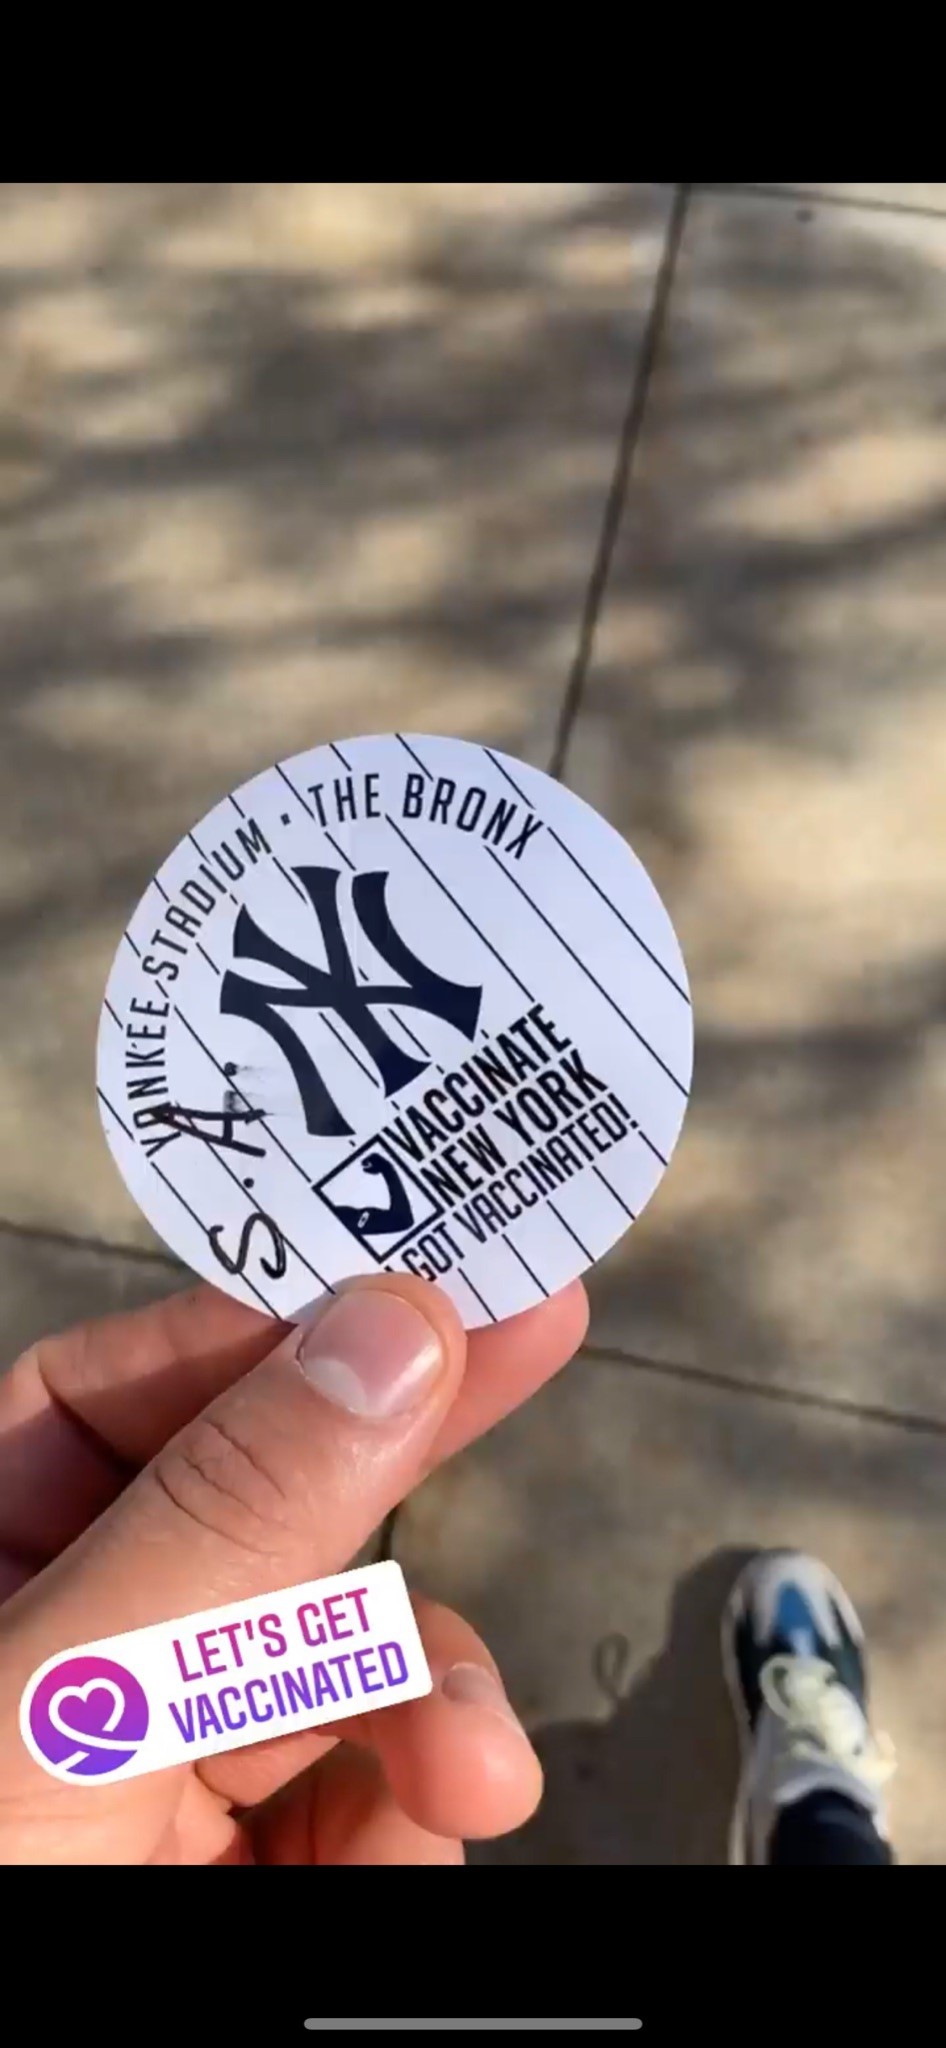 YANKEE STADIUM · THE BRONX
NY
VACCINATE
NEW YORK
I GOT VACCINATED!
S.A.
LET'S GET
VACCINATED